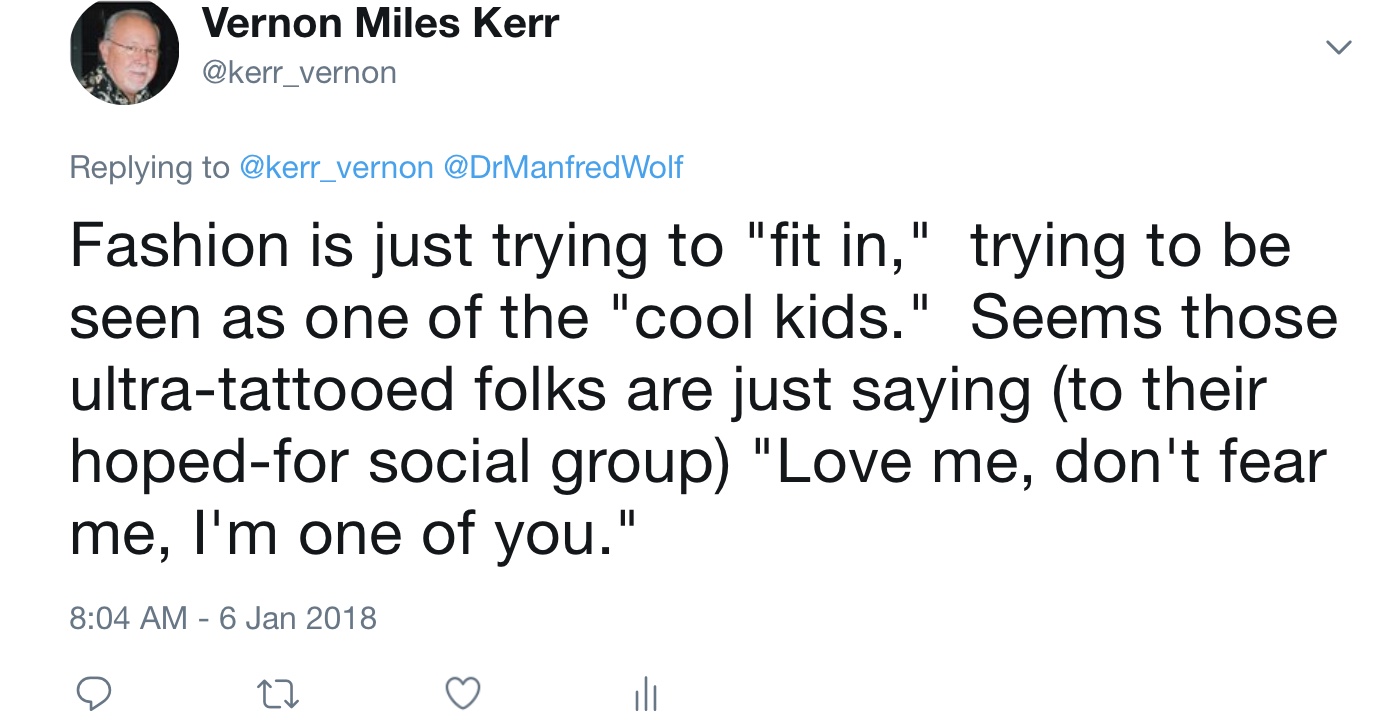 Vernon Miles Kerr
@kerr_vernon
Replying to @kerr_vernon @DrManfredWolf
Fashion is just trying to "fit in,"  trying to be
seen as one of the "cool kids."  Seems those
ultra-tattooed folks are just saying (to their
hoped-for social group) "Love me, don't fear
me, I'm one of you."
8:04 AM - 6 Jan 2018